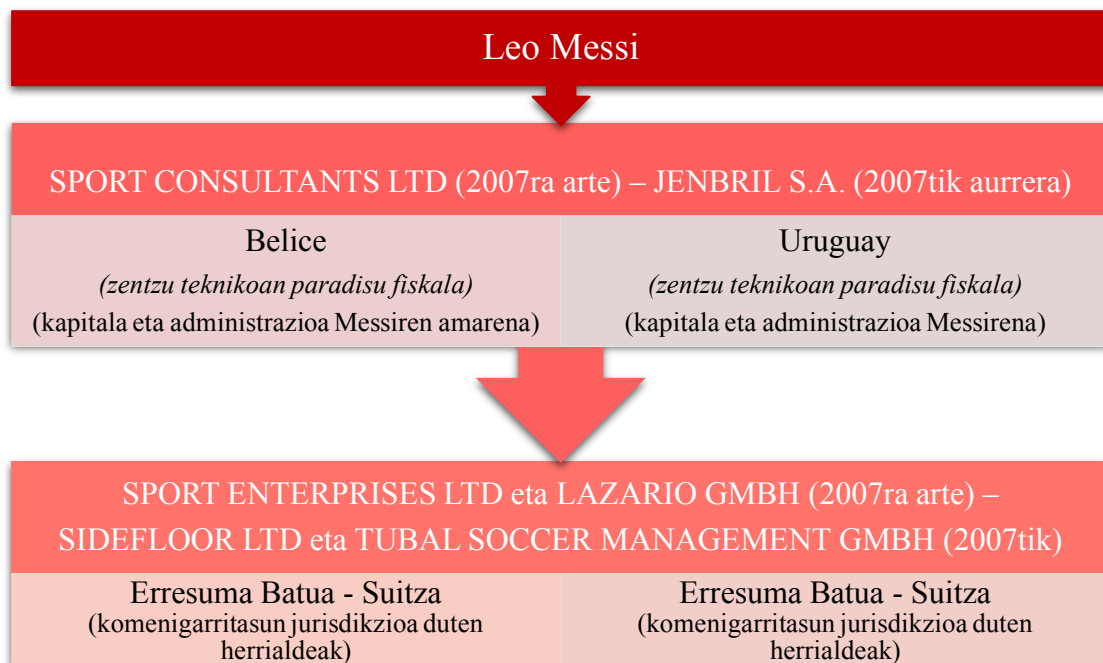 Leo Messi
SPORT CONSULTANTS LTD (2007ra arte) – JENBRIL S.A. (2007tik aurrera)
Belice
(zentzu teknikoan paradisu fiskala)
(kapitala eta administrazioa Messiren amarena)
Uruguay
(zentzu teknikoan paradisu fiskala)
(kapitala eta administrazioa Messirena)
SPORT ENTERPRISES LTD eta LAZARIO GMBH (2007ra arte) –
SIDEFLOOR LTD eta TUBAL SOCCER MANAGEMENT GMBH (2007tik)
Erresuma Batua - Suitza
(komenigarritasun jurisdikzioa duten
herrialdeak)
Erresuma Batua - Suitza
(komenigarritasun jurisdikzioa duten
herrialdeak)